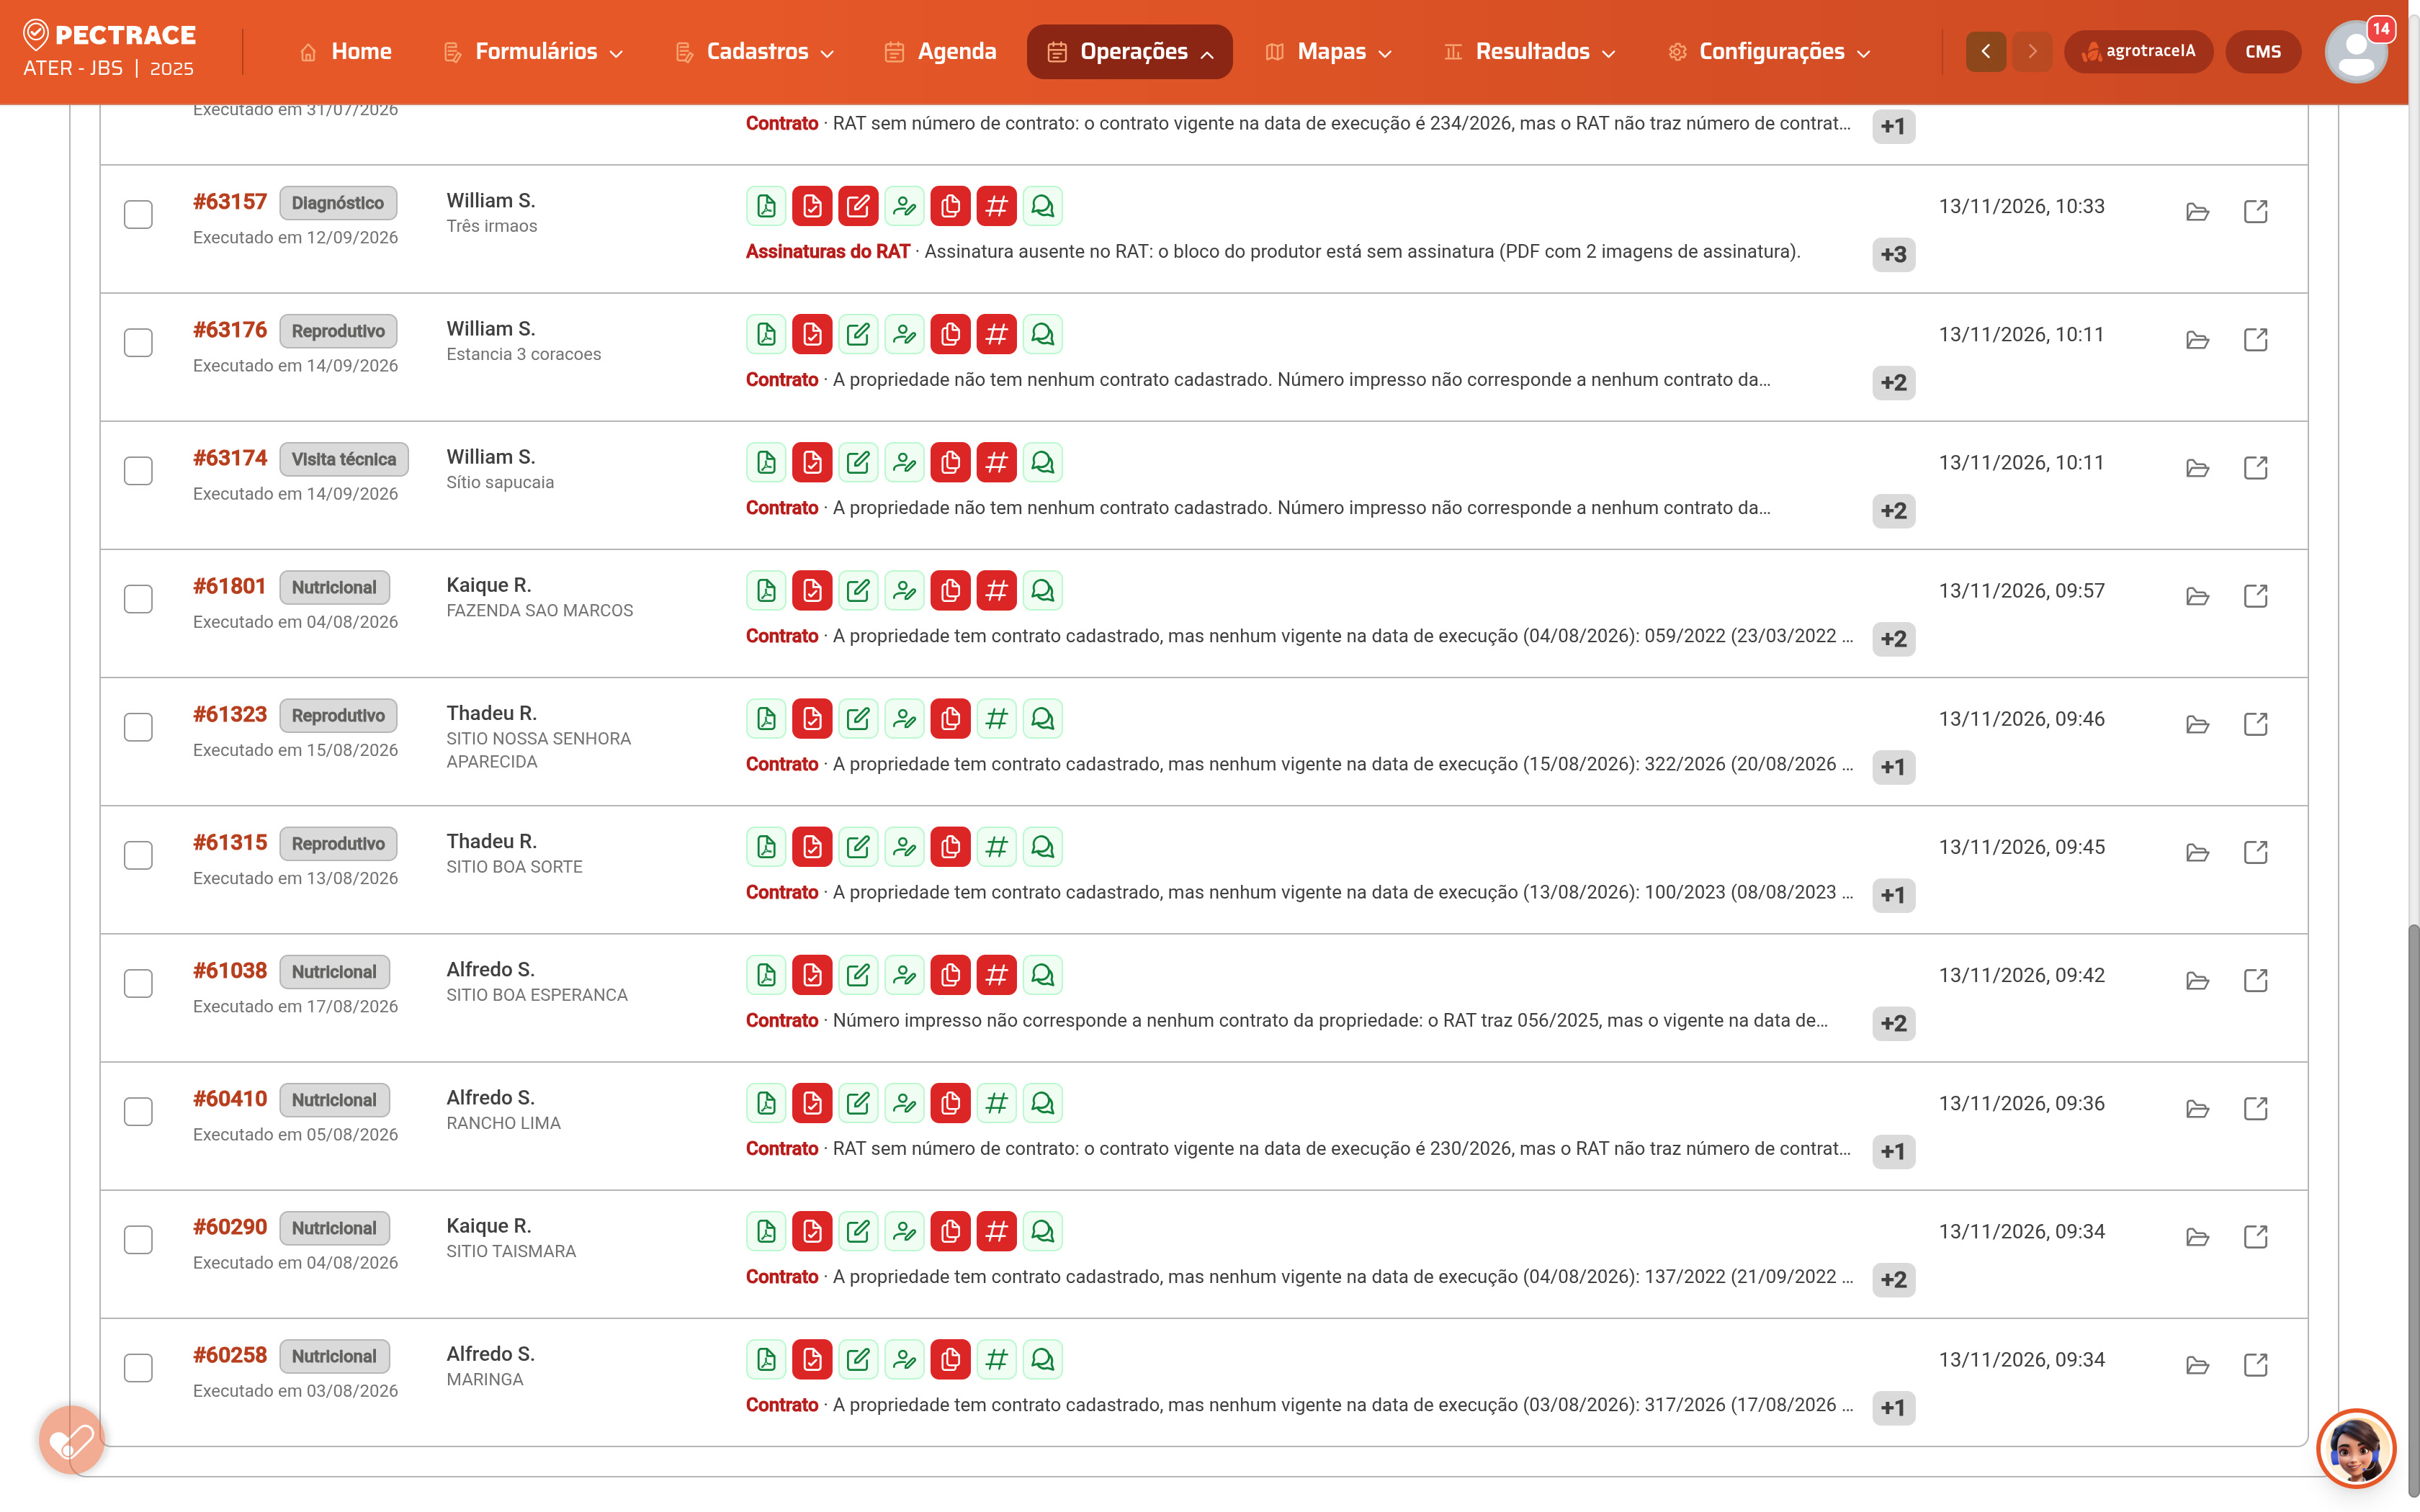 PECTRACE
ATER - JBS | 2025
Home
Formulários
Cadastros
Agenda
Operações
Mapas
Resultados
Configurações
agrotraceIA
CMS
14
Executado em 31/07/2026
Contrato · RAT sem número de contrato: o contrato vigente na data de execução é 234/2026, mas o RAT não traz número de contrat...
+1
#63157 Diagnóstico
Executado em 12/09/2026
William S.
Três irmaos
Assinaturas do RAT · Assinatura ausente no RAT: o bloco do produtor está sem assinatura (PDF com 2 imagens de assinatura).
+3
13/11/2026, 10:33
#63176 Reprodutivo
Executado em 14/09/2026
William S.
Estancia 3 coracoes
Contrato · A propriedade não tem nenhum contrato cadastrado. Número impresso não corresponde a nenhum contrato da...
+2
13/11/2026, 10:11
#63174 Visita técnica
Executado em 14/09/2026
William S.
Sítio sapucaia
Contrato · A propriedade não tem nenhum contrato cadastrado. Número impresso não corresponde a nenhum contrato da...
+2
13/11/2026, 10:11
#61801 Nutricional
Executado em 04/08/2026
Kaique R.
FAZENDA SAO MARCOS
Contrato · A propriedade tem contrato cadastrado, mas nenhum vigente na data de execução (04/08/2026): 059/2022 (23/03/2022 ...
+2
13/11/2026, 09:57
#61323 Reprodutivo
Executado em 15/08/2026
Thadeu R.
SITIO NOSSA SENHORA
APARECIDA
Contrato · A propriedade tem contrato cadastrado, mas nenhum vigente na data de execução (15/08/2026): 322/2026 (20/08/2026 ...
+1
13/11/2026, 09:46
#61315 Reprodutivo
Executado em 13/08/2026
Thadeu R.
SITIO BOA SORTE
Contrato · A propriedade tem contrato cadastrado, mas nenhum vigente na data de execução (13/08/2026): 100/2023 (08/08/2023 ...
+1
13/11/2026, 09:45
#61038 Nutricional
Executado em 17/08/2026
Alfredo S.
SITIO BOA ESPERANCA
Contrato · Número impresso não corresponde a nenhum contrato da propriedade: o RAT traz 056/2025, mas o vigente na data de...
+2
13/11/2026, 09:42
#60410 Nutricional
Executado em 05/08/2026
Alfredo S.
RANCHO LIMA
Contrato · RAT sem número de contrato: o contrato vigente na data de execução é 230/2026, mas o RAT não traz número de contrat...
+1
13/11/2026, 09:36
#60290 Nutricional
Executado em 04/08/2026
Kaique R.
SITIO TAISMARA
Contrato · A propriedade tem contrato cadastrado, mas nenhum vigente na data de execução (04/08/2026): 137/2022 (21/09/2022 ...
+2
13/11/2026, 09:34
#60258 Nutricional
Executado em 03/08/2026
Alfredo S.
MARINGA
Contrato · A propriedade tem contrato cadastrado, mas nenhum vigente na data de execução (03/08/2026): 317/2026 (17/08/2026 ...
+1
13/11/2026, 09:34